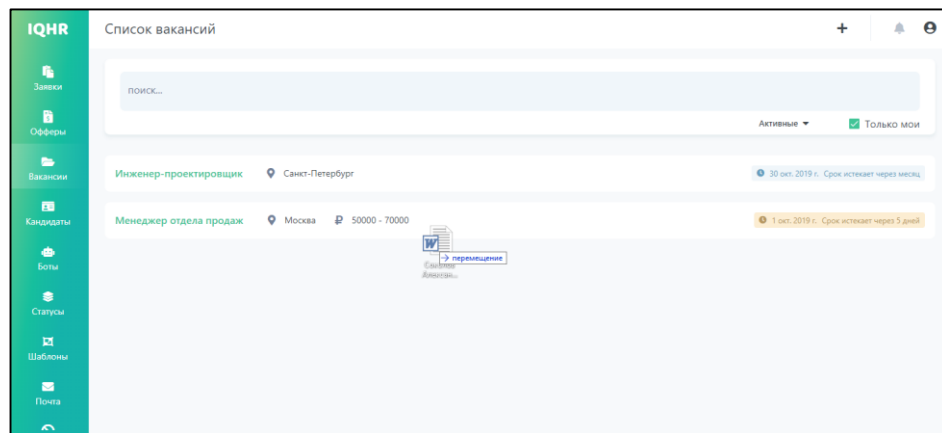 IQHR
Список вакансий
Заявки
поиск...
Офферы
Активные
Только мои
Вакансии
Инженер-проектировщик Санкт-Петербург 30 окт. 2019 г. Срок истекает через месяц
Кандидаты
Менеджер отдела продаж Москва ₽ 50000 - 70000 1 окт. 2019 г. Срок истекает через 5 дней
W
перемещение
Алексан...
Боты
Статусы
Шаблоны
Почта